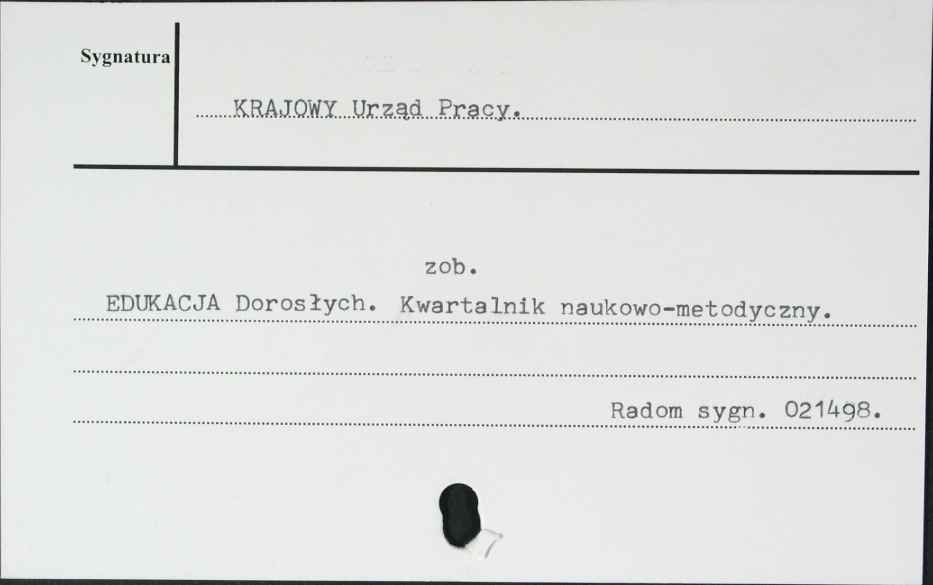 Sygnatura
KRAJOWY Urząd Pracy.
zob.
EDUKACJA Dorosłych. Kwartalnik naukowo-metodyczny.
Radom sygn. 021498.